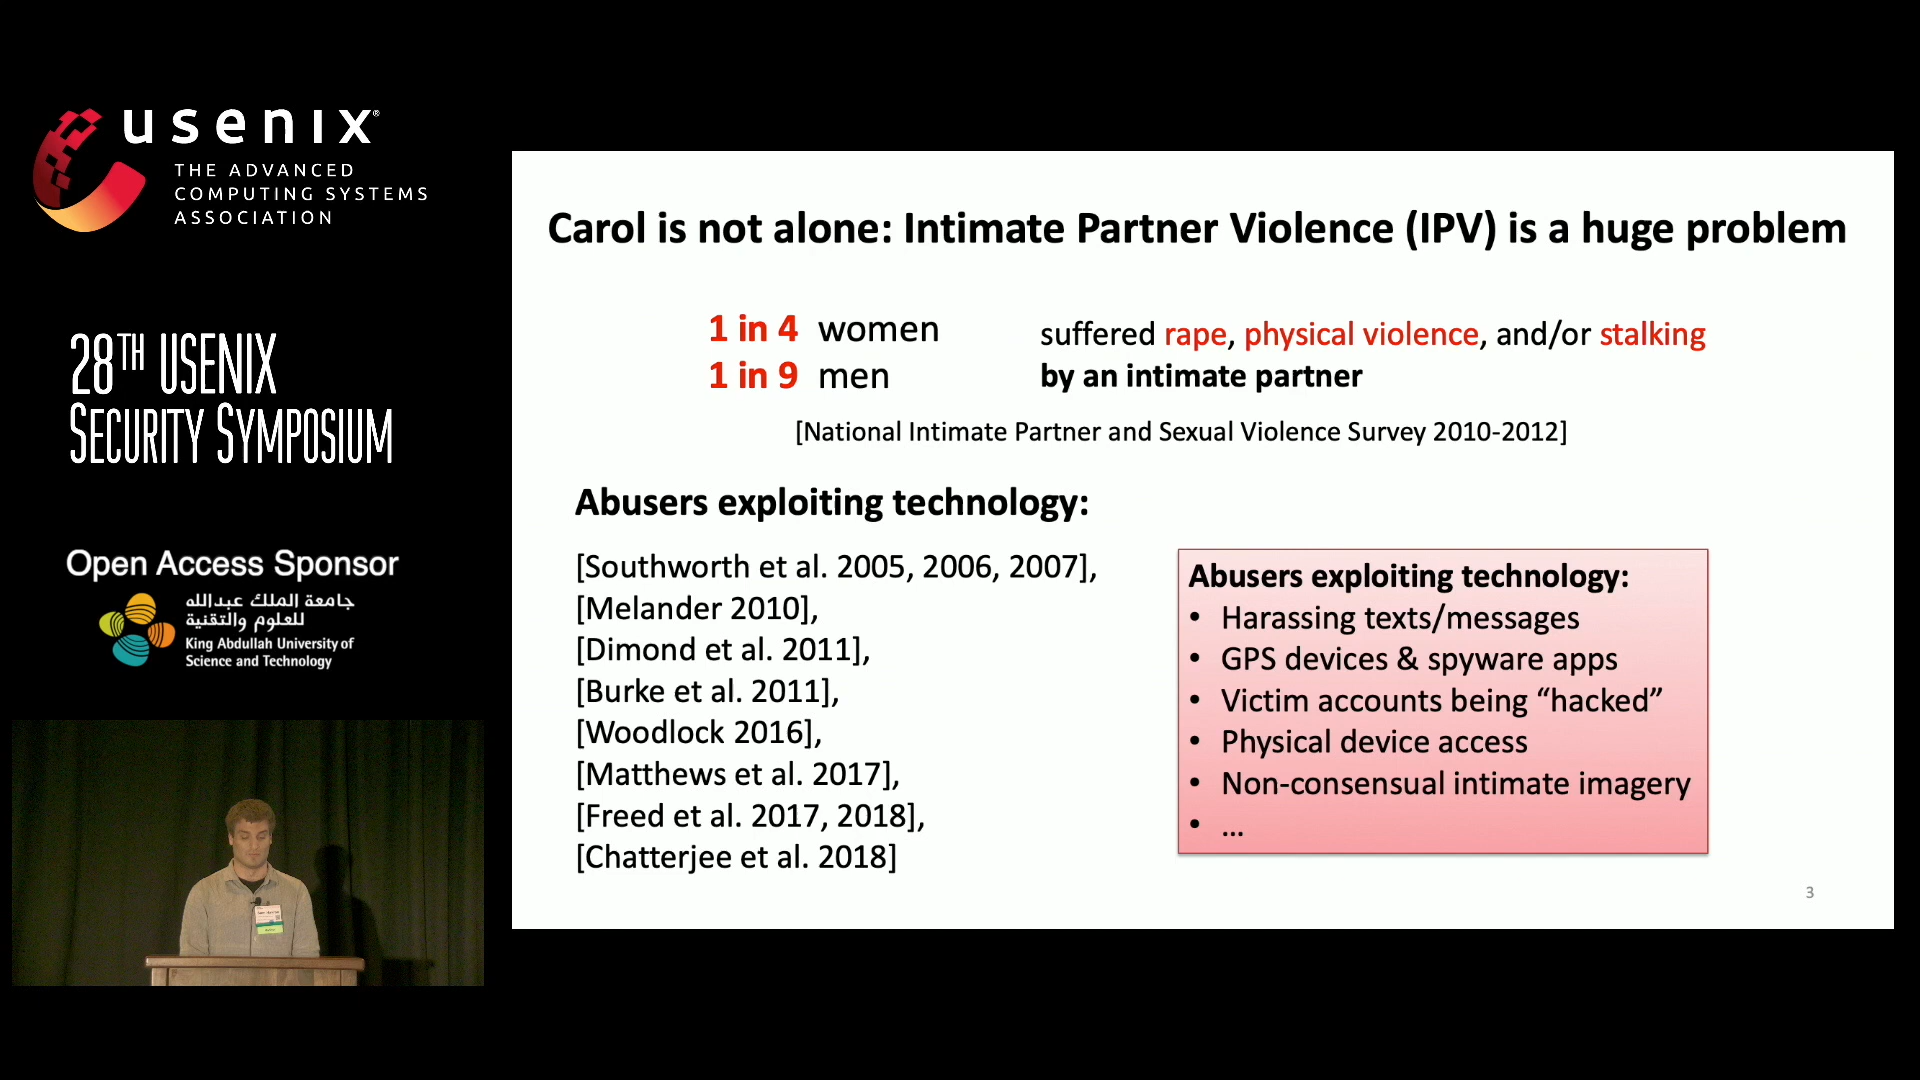 usenix®
THE ADVANCED
COMPUTING SYSTEMS
ASSOCIATION
28TH USENIX
SECURITY SYMPOSIUM
Open Access Sponsor
جامعة الملك عبدالله
للعلوم والتقنية
King Abdullah University of
Science and Technology
Carol is not alone: Intimate Partner Violence (IPV) is a huge problem
1 in 4 women
1 in 9 men
suffered rape, physical violence, and/or stalking
by an intimate partner
[National Intimate Partner and Sexual Violence Survey 2010-2012]
Abusers exploiting technology:
[Southworth et al. 2005, 2006, 2007],
[Melander 2010],
[Dimond et al. 2011],
[Burke et al. 2011],
[Woodlock 2016],
[Matthews et al. 2017],
[Freed et al. 2017, 2018],
[Chatterjee et al. 2018]
Abusers exploiting technology:
• Harassing texts/messages
• GPS devices & spyware apps
• Victim accounts being “hacked”
• Physical device access
• Non-consensual intimate imagery
• ...
3